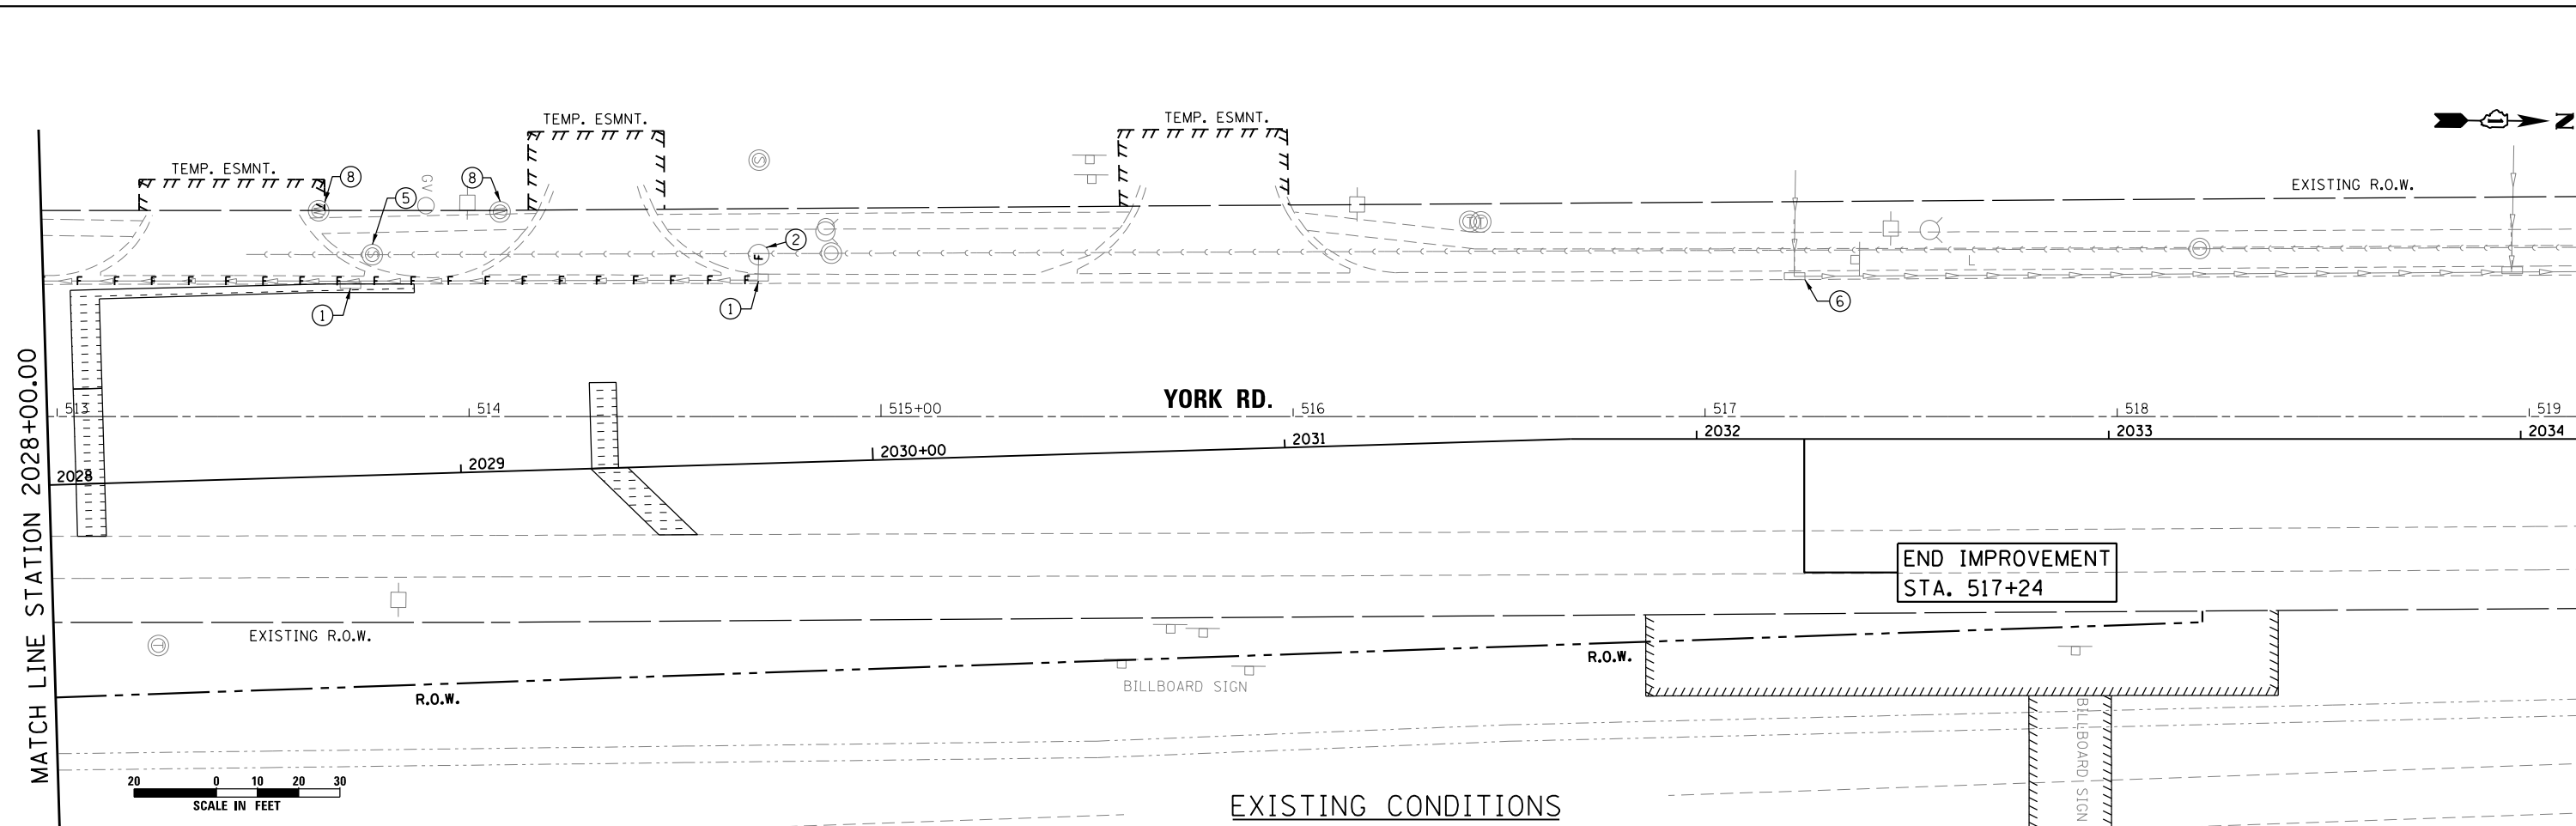 TEMP. ESMNT.
TEMP. ESMNT.
TEMP. ESMNT.
N
8
8
GV
5
W
W
S
S
EXISTING R.O.W.
2
F
S
6
L
F F F F F F F F F F F F F F F F F F
1
1
MATCH LINE STATION 2028+00.00
YORK RD.
513
514
515+00
516
517
518
519
2028
2029
2030+00
2031
2032
2033
2034
END IMPROVEMENT
STA. 517+24
EXISTING R.O.W.
T
R.O.W.
R.O.W.
BILLBOARD SIGN
BILLBOARD SIGN
20 0 10 20 30
SCALE IN FEET
EXISTING CONDITIONS